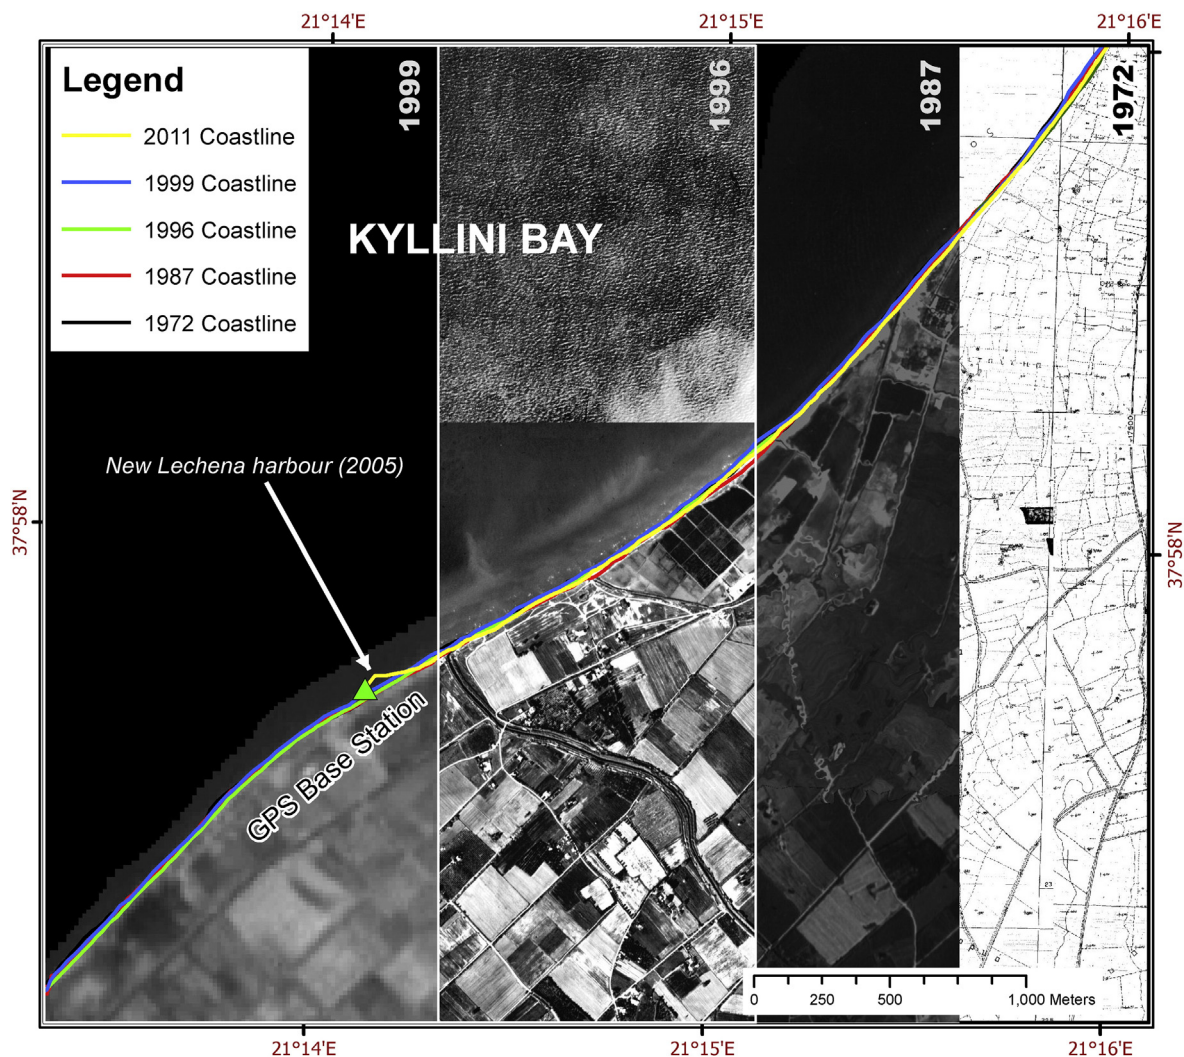 21°14'E
21°15'E
21°16'E
Legend
2011 Coastline
1999 Coastline
1996 Coastline
1987 Coastline
1972 Coastline
1999
1996
1987
1972
KYLLINI BAY
New Lechena harbour (2005)
37°58'N
37°58'N
GPS Base Station
0 250 500 1,000 Meters
21°14'E
21°15'E
21°16'E